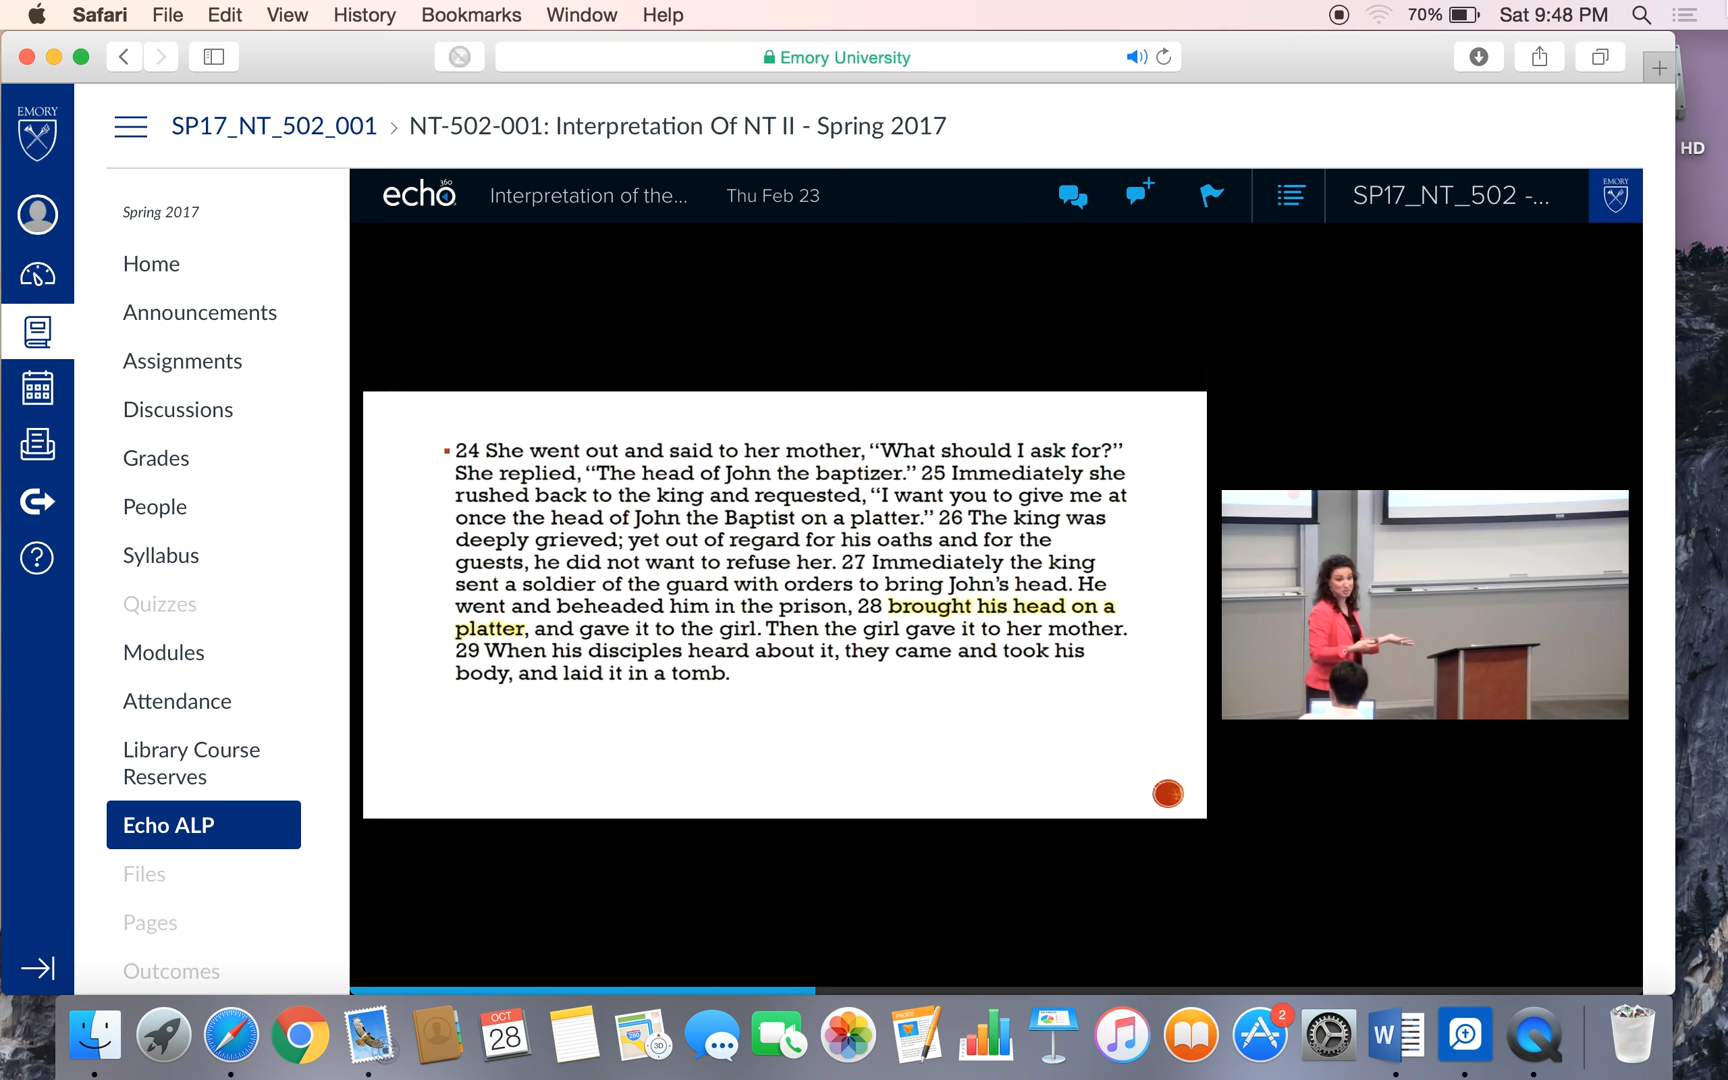 Safari File Edit View History Bookmarks Window Help 70% Sat 9:48 PM
Emory University
HD
EMORY
SP17_NT_502_001 › NT-502-001: Interpretation Of NT II - Spring 2017
Spring 2017
Home
Announcements
Assignments
Discussions
Grades
People
Syllabus
Quizzes
Modules
Attendance
Library Course
Reserves
Echo ALP
Files
Pages
Outcomes
echo360 Interpretation of the... Thu Feb 23 SP17_NT_502 -... EMORY
24 She went out and said to her mother, “What should I ask for?”
She replied, “The head of John the baptizer.” 25 Immediately she
rushed back to the king and requested, “I want you to give me at
once the head of John the Baptist on a platter.” 26 The king was
deeply grieved; yet out of regard for his oaths and for the
guests, he did not want to refuse her. 27 Immediately the king
sent a soldier of the guard with orders to bring John’s head. He
went and beheaded him in the prison, 28 brought his head on a
platter, and gave it to the girl. Then the girl gave it to her mother.
29 When his disciples heard about it, they came and took his
body, and laid it in a tomb.
OCT
28
3D
PAGES
2
W